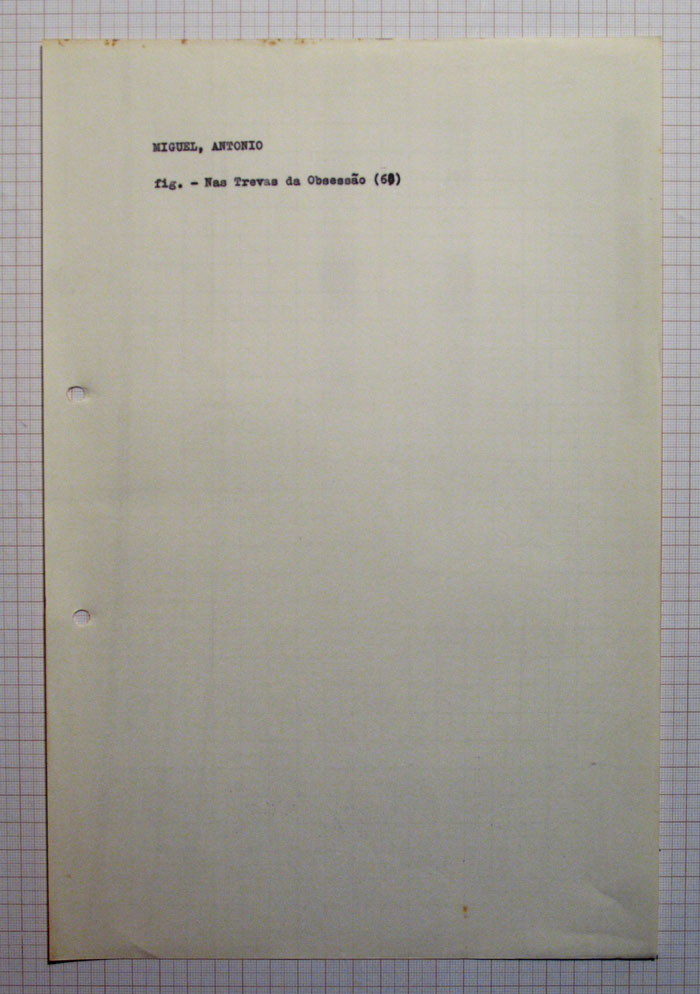 MIGUEL, ANTONIO
fig. - Nas Trevas da Obsessão